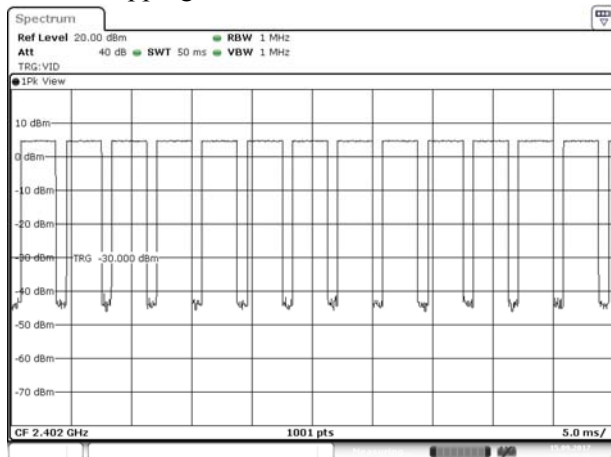 Spectrum
Ref Level 20.00 dBm RBW 1 MHz
Att 40 dB SWT 50 ms VBW 1 MHz
TRG:VID
1Pk View
10 dBm
0 dBm
-10 dBm
-20 dBm
-30 dBm
TRG -30.000 dBm
-40 dBm
-50 dBm
-60 dBm
-70 dBm
CF 2.402 GHz 1001 pts 5.0 ms/